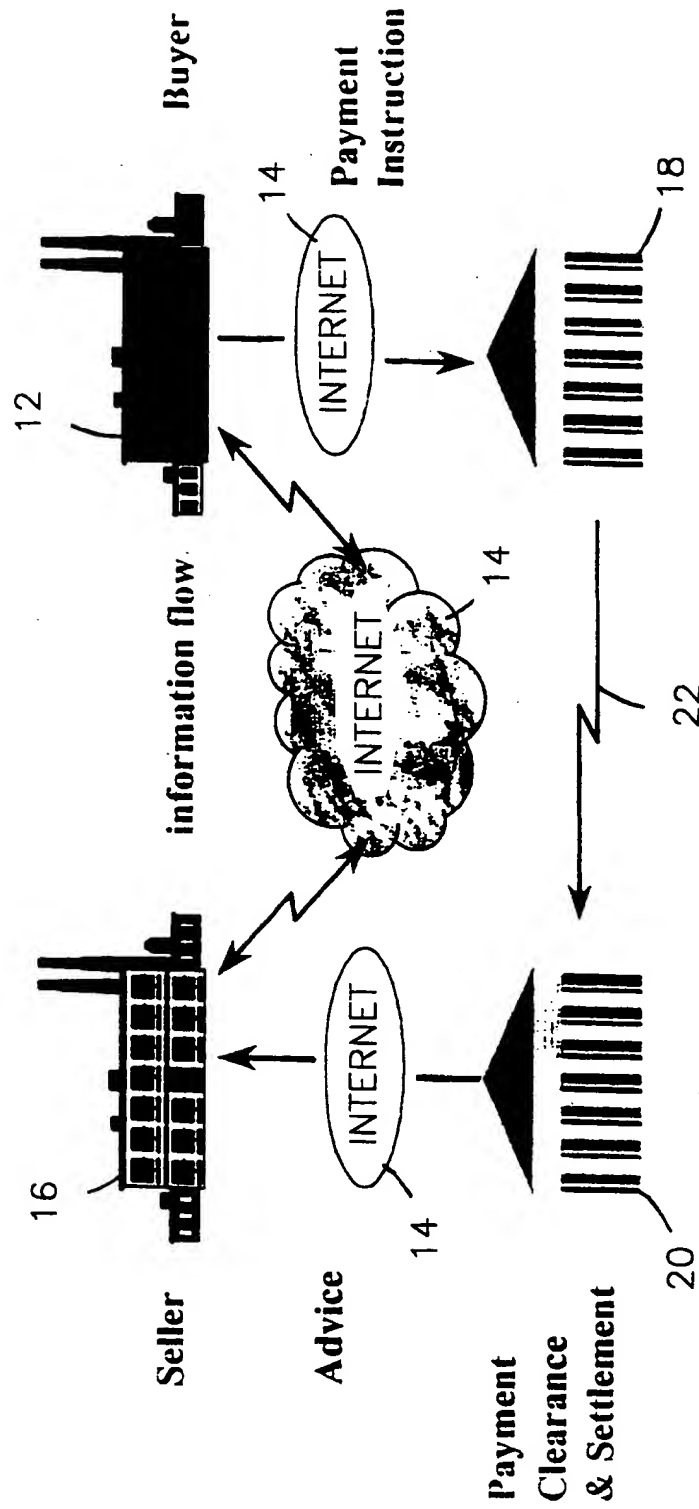 16
information flow
12
Seller
Buyer
14
Advice
INTERNET
INTERNET
INTERNET
Payment
Instruction
14
14
Payment
Clearance
& Settlement
20
22
18